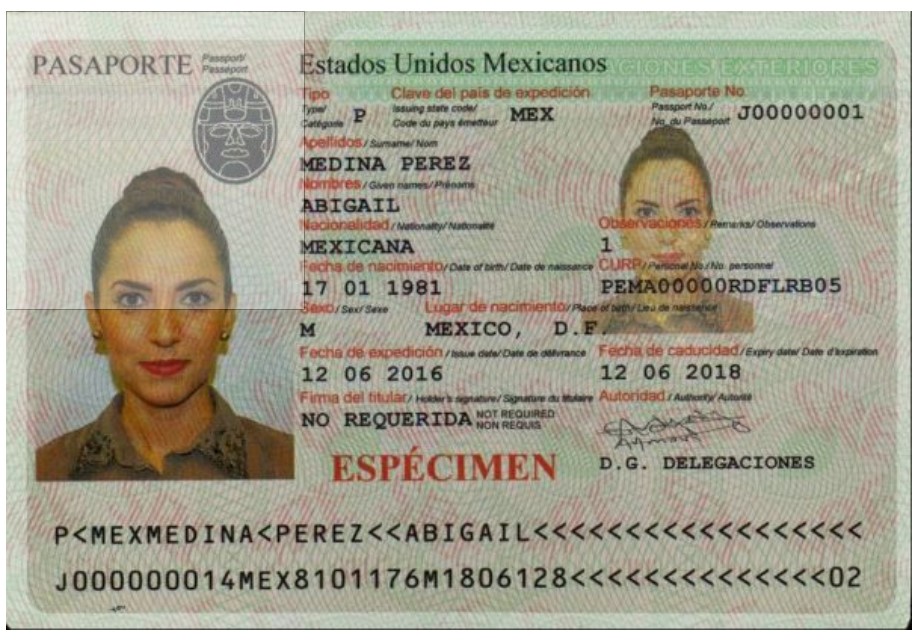 PASAPORTE Passport/ Passeport
Estados Unidos Mexicanos
CIONES EXTERIORES
Tipo Clave del país de expedición Pasaporte No.
Type/ Catégorie P Issuing state code/ Code du pays émetteur MEX Passport No./ No. du Passeport J00000001
Apellidos/Surname/Nom
MEDINA PEREZ
Nombres/Given names/Prénoms
ABIGAIL
Nacionalidad/Nationality/Nationalité Observaciones/Remarks/Observations
MEXICANA 1
Fecha de nacimiento/Date of birth/Date de naissance CURP/Personal No./No. personnel
17 01 1981 PEMA00000RDFLRB05
Sexo/Sex/Sexe Lugar de nacimiento/Place of birth/Lieu de naissance
M MEXICO, D.F.
Fecha de expedición/Issue date/Date de délivrance Fecha de caducidad/Expiry date/Date d'expiration
12 06 2016 12 06 2018
Firma del titular/Holder's signature/Signature du titulaire Autoridad/Authority/Autorité
NO REQUERIDA NOT REQUIRED NON REQUIS
ESPÉCIMEN D.G. DELEGACIONES
P<MEXMEDINA<PEREZ<<ABIGAIL<<<<<<<<<<<<<<<<<<
J000000014MEX8101176M1806128<<<<<<<<<<<<<<02